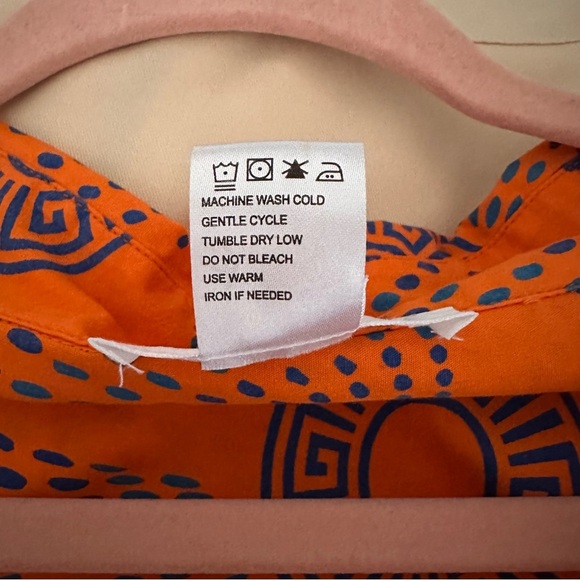 MACHINE WASH COLD
GENTLE CYCLE
TUMBLE DRY LOW
DO NOT BLEACH
USE WARM
IRON IF NEEDED